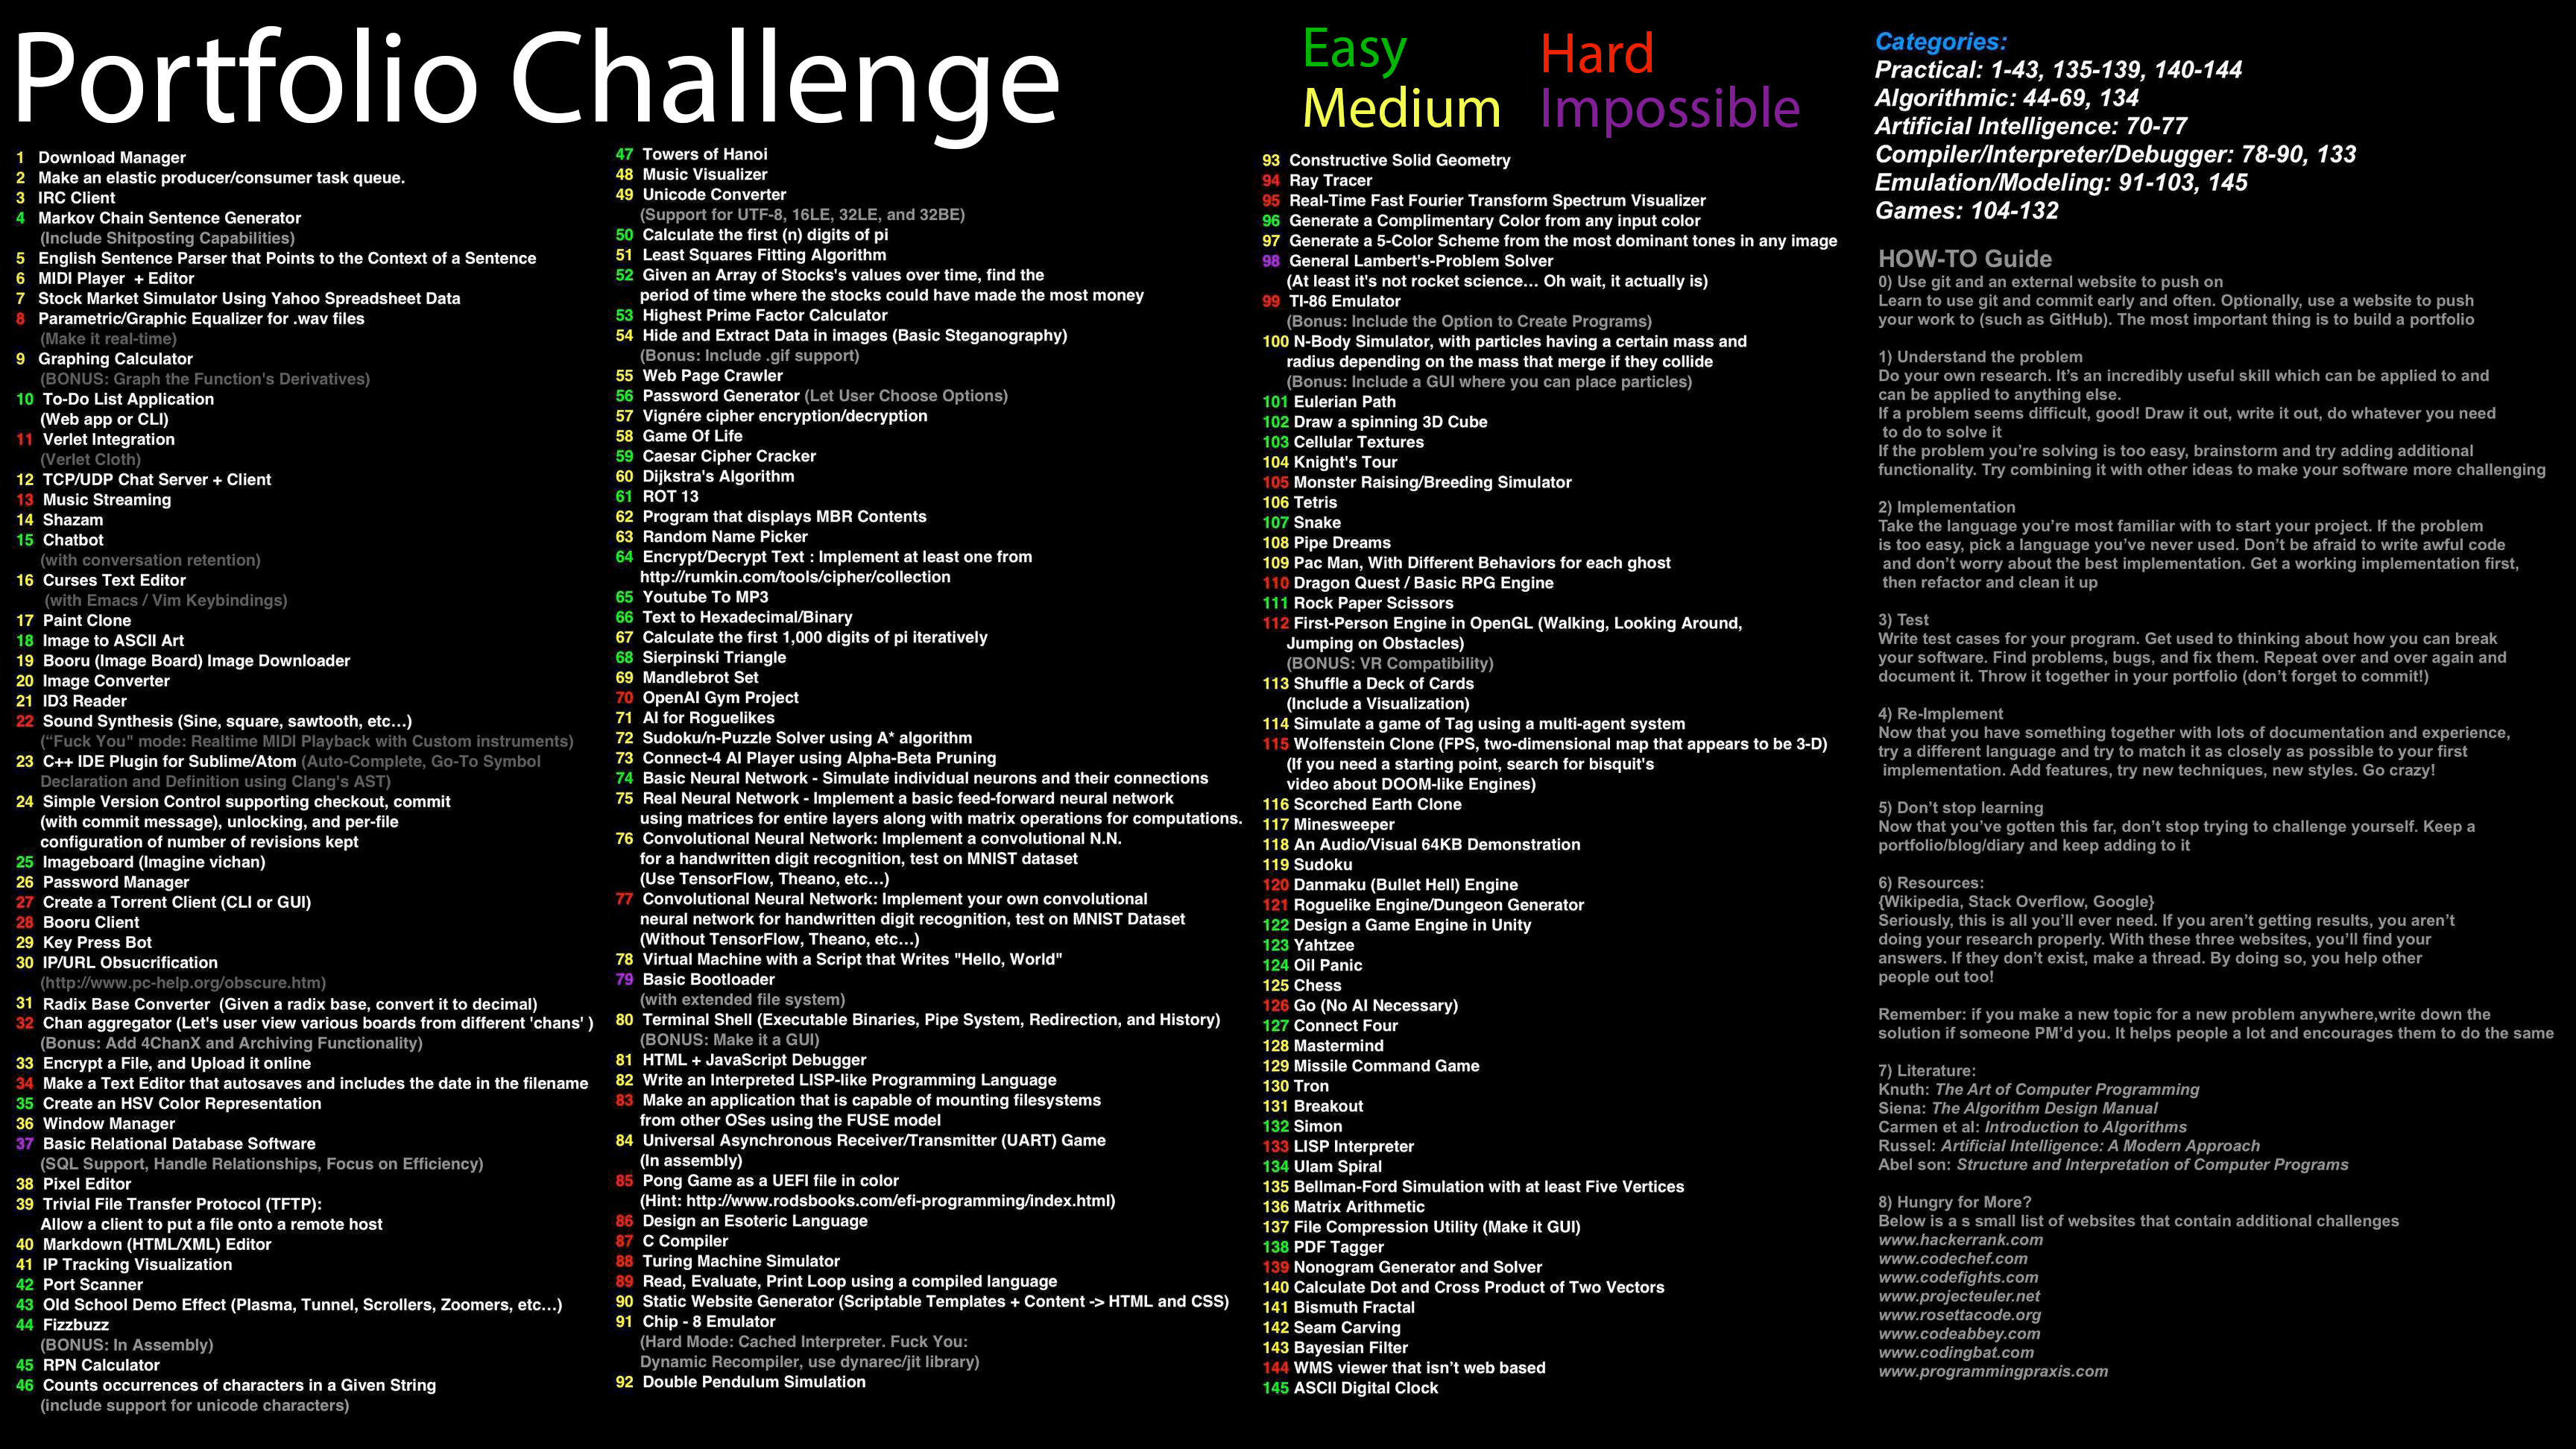 Portfolio Challenge
Easy
Medium
Hard
Impossible
1 Download Manager
2 Make an elastic producer/consumer task queue.
3 IRC Client
4 Markov Chain Sentence Generator
(Include Shitposting Capabilities)
5 English Sentence Parser that Points to the Context of a Sentence
6 MIDI Player + Editor
7 Stock Market Simulator Using Yahoo Spreadsheet Data
8 Parametric/Graphic Equalizer for .wav files
(Make it real-time)
9 Graphing Calculator
(BONUS: Graph the Function's Derivatives)
10 To-Do List Application
(Web app or CLI)
11 Verlet Integration
(Verlet Cloth)
12 TCP/UDP Chat Server + Client
13 Music Streaming
14 Shazam
15 Chatbot
(with conversation retention)
16 Curses Text Editor
(with Emacs / Vim Keybindings)
17 Paint Clone
18 Image to ASCII Art
19 Booru (Image Board) Image Downloader
20 Image Converter
21 ID3 Reader
22 Sound Synthesis (Sine, square, sawtooth, etc…)
(“Fuck You" mode: Realtime MIDI Playback with Custom instruments)
23 C++ IDE Plugin for Sublime/Atom (Auto-Complete, Go-To Symbol
Declaration and Definition using Clang's AST)
24 Simple Version Control supporting checkout, commit
(with commit message), unlocking, and per-file
configuration of number of revisions kept
25 Imageboard (Imagine vichan)
26 Password Manager
27 Create a Torrent Client (CLI or GUI)
28 Booru Client
29 Key Press Bot
30 IP/URL Obsucrification
(http://www.pc-help.org/obscure.htm)
31 Radix Base Converter (Given a radix base, convert it to decimal)
32 Chan aggregator (Let's user view various boards from different 'chans' )
(Bonus: Add 4ChanX and Archiving Functionality)
33 Encrypt a File, and Upload it online
34 Make a Text Editor that autosaves and includes the date in the filename
35 Create an HSV Color Representation
36 Window Manager
37 Basic Relational Database Software
(SQL Support, Handle Relationships, Focus on Efficiency)
38 Pixel Editor
39 Trivial File Transfer Protocol (TFTP):
Allow a client to put a file onto a remote host
40 Markdown (HTML/XML) Editor
41 IP Tracking Visualization
42 Port Scanner
43 Old School Demo Effect (Plasma, Tunnel, Scrollers, Zoomers, etc…)
44 Fizzbuzz
(BONUS: In Assembly)
45 RPN Calculator
46 Counts occurrences of characters in a Given String
(include support for unicode characters)
47 Towers of Hanoi
48 Music Visualizer
49 Unicode Converter
(Support for UTF-8, 16LE, 32LE, and 32BE)
50 Calculate the first (n) digits of pi
51 Least Squares Fitting Algorithm
52 Given an Array of Stocks's values over time, find the
period of time where the stocks could have made the most money
53 Highest Prime Factor Calculator
54 Hide and Extract Data in images (Basic Steganography)
(Bonus: Include .gif support)
55 Web Page Crawler
56 Password Generator (Let User Choose Options)
57 Vignére cipher encryption/decryption
58 Game Of Life
59 Caesar Cipher Cracker
60 Dijkstra's Algorithm
61 ROT 13
62 Program that displays MBR Contents
63 Random Name Picker
64 Encrypt/Decrypt Text : Implement at least one from
http://rumkin.com/tools/cipher/collection
65 Youtube To MP3
66 Text to Hexadecimal/Binary
67 Calculate the first 1,000 digits of pi iteratively
68 Sierpinski Triangle
69 Mandlebrot Set
70 OpenAI Gym Project
71 AI for Roguelikes
72 Sudoku/n-Puzzle Solver using A* algorithm
73 Connect-4 AI Player using Alpha-Beta Pruning
74 Basic Neural Network - Simulate individual neurons and their connections
75 Real Neural Network - Implement a basic feed-forward neural network
using matrices for entire layers along with matrix operations for computations.
76 Convolutional Neural Network: Implement a convolutional N.N.
for a handwritten digit recognition, test on MNIST dataset
(Use TensorFlow, Theano, etc…)
77 Convolutional Neural Network: Implement your own convolutional
neural network for handwritten digit recognition, test on MNIST Dataset
(Without TensorFlow, Theano, etc…)
78 Virtual Machine with a Script that Writes "Hello, World"
79 Basic Bootloader
(with extended file system)
80 Terminal Shell (Executable Binaries, Pipe System, Redirection, and History)
(BONUS: Make it a GUI)
81 HTML + JavaScript Debugger
82 Write an Interpreted LISP-like Programming Language
83 Make an application that is capable of mounting filesystems
from other OSes using the FUSE model
84 Universal Asynchronous Receiver/Transmitter (UART) Game
(In assembly)
85 Pong Game as a UEFI file in color
(Hint: http://www.rodsbooks.com/efi-programming/index.html)
86 Design an Esoteric Language
87 C Compiler
88 Turing Machine Simulator
89 Read, Evaluate, Print Loop using a compiled language
90 Static Website Generator (Scriptable Templates + Content -> HTML and CSS)
91 Chip - 8 Emulator
(Hard Mode: Cached Interpreter. Fuck You:
Dynamic Recompiler, use dynarec/jit library)
92 Double Pendulum Simulation
93 Constructive Solid Geometry
94 Ray Tracer
95 Real-Time Fast Fourier Transform Spectrum Visualizer
96 Generate a Complimentary Color from any input color
97 Generate a 5-Color Scheme from the most dominant tones in any image
98 General Lambert's-Problem Solver
(At least it's not rocket science… Oh wait, it actually is)
99 TI-86 Emulator
(Bonus: Include the Option to Create Programs)
100 N-Body Simulator, with particles having a certain mass and
radius depending on the mass that merge if they collide
(Bonus: Include a GUI where you can place particles)
101 Eulerian Path
102 Draw a spinning 3D Cube
103 Cellular Textures
104 Knight's Tour
105 Monster Raising/Breeding Simulator
106 Tetris
107 Snake
108 Pipe Dreams
109 Pac Man, With Different Behaviors for each ghost
110 Dragon Quest / Basic RPG Engine
111 Rock Paper Scissors
112 First-Person Engine in OpenGL (Walking, Looking Around,
Jumping on Obstacles)
(BONUS: VR Compatibility)
113 Shuffle a Deck of Cards
(Include a Visualization)
114 Simulate a game of Tag using a multi-agent system
115 Wolfenstein Clone (FPS, two-dimensional map that appears to be 3-D)
(If you need a starting point, search for bisquit's
video about DOOM-like Engines)
116 Scorched Earth Clone
117 Minesweeper
118 An Audio/Visual 64KB Demonstration
119 Sudoku
120 Danmaku (Bullet Hell) Engine
121 Roguelike Engine/Dungeon Generator
122 Design a Game Engine in Unity
123 Yahtzee
124 Oil Panic
125 Chess
126 Go (No AI Necessary)
127 Connect Four
128 Mastermind
129 Missile Command Game
130 Tron
131 Breakout
132 Simon
133 LISP Interpreter
134 Ulam Spiral
135 Bellman-Ford Simulation with at least Five Vertices
136 Matrix Arithmetic
137 File Compression Utility (Make it GUI)
138 PDF Tagger
139 Nonogram Generator and Solver
140 Calculate Dot and Cross Product of Two Vectors
141 Bismuth Fractal
142 Seam Carving
143 Bayesian Filter
144 WMS viewer that isn’t web based
145 ASCII Digital Clock
Categories:
Practical: 1-43, 135-139, 140-144
Algorithmic: 44-69, 134
Artificial Intelligence: 70-77
Compiler/Interpreter/Debugger: 78-90, 133
Emulation/Modeling: 91-103, 145
Games: 104-132
HOW-TO Guide
0) Use git and an external website to push on
Learn to use git and commit early and often. Optionally, use a website to push
your work to (such as GitHub). The most important thing is to build a portfolio
1) Understand the problem
Do your own research. It’s an incredibly useful skill which can be applied to and
can be applied to anything else.
If a problem seems difficult, good! Draw it out, write it out, do whatever you need
to do to solve it
If the problem you’re solving is too easy, brainstorm and try adding additional
functionality. Try combining it with other ideas to make your software more challenging
2) Implementation
Take the language you’re most familiar with to start your project. If the problem
is too easy, pick a language you’ve never used. Don’t be afraid to write awful code
and don’t worry about the best implementation. Get a working implementation first,
then refactor and clean it up
3) Test
Write test cases for your program. Get used to thinking about how you can break
your software. Find problems, bugs, and fix them. Repeat over and over again and
document it. Throw it together in your portfolio (don’t forget to commit!)
4) Re-Implement
Now that you have something together with lots of documentation and experience,
try a different language and try to match it as closely as possible to your first
implementation. Add features, try new techniques, new styles. Go crazy!
5) Don’t stop learning
Now that you’ve gotten this far, don’t stop trying to challenge yourself. Keep a
portfolio/blog/diary and keep adding to it
6) Resources:
{Wikipedia, Stack Overflow, Google}
Seriously, this is all you’ll ever need. If you aren’t getting results, you aren’t
doing your research properly. With these three websites, you’ll find your
answers. If they don’t exist, make a thread. By doing so, you help other
people out too!
Remember: if you make a new topic for a new problem anywhere,write down the
solution if someone PM’d you. It helps people a lot and encourages them to do the same
7) Literature:
Knuth: The Art of Computer Programming
Siena: The Algorithm Design Manual
Carmen et al: Introduction to Algorithms
Russel: Artificial Intelligence: A Modern Approach
Abel son: Structure and Interpretation of Computer Programs
8) Hungry for More?
Below is a s small list of websites that contain additional challenges
www.hackerrank.com
www.codechef.com
www.codefights.com
www.projecteuler.net
www.rosettacode.org
www.codeabbey.com
www.codingbat.com
www.programmingpraxis.com